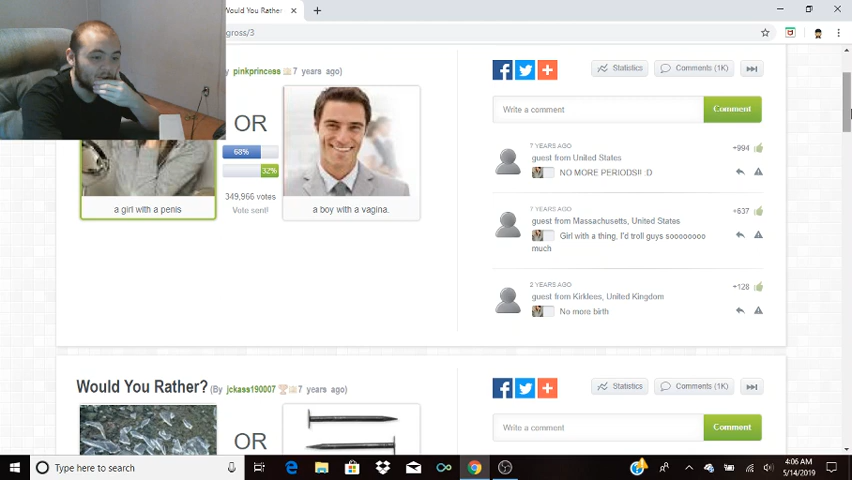 Would You Rather
gross/3
y pinkprincess 7 years ago)
OR
68%
32%
349,966 votes
Vote sent!
a girl with a penis
a boy with a vagina.
Statistics
Comments (1K)
Write a comment
Comment
7 YEARS AGO
+994
guest from United States
NO MORE PERIODS!! :D
7 YEARS AGO
+637
guest from Massachusetts, United States
Girl with a thing, I'd troll guys soooooooo
much
2 YEARS AGO
+128
guest from Kirklees, United Kingdom
No more birth
Would You Rather? (By jckass190007 7 years ago)
OR
Statistics
Comments (1K)
Write a comment
Comment
Type here to search
4:06 AM
5/14/2019